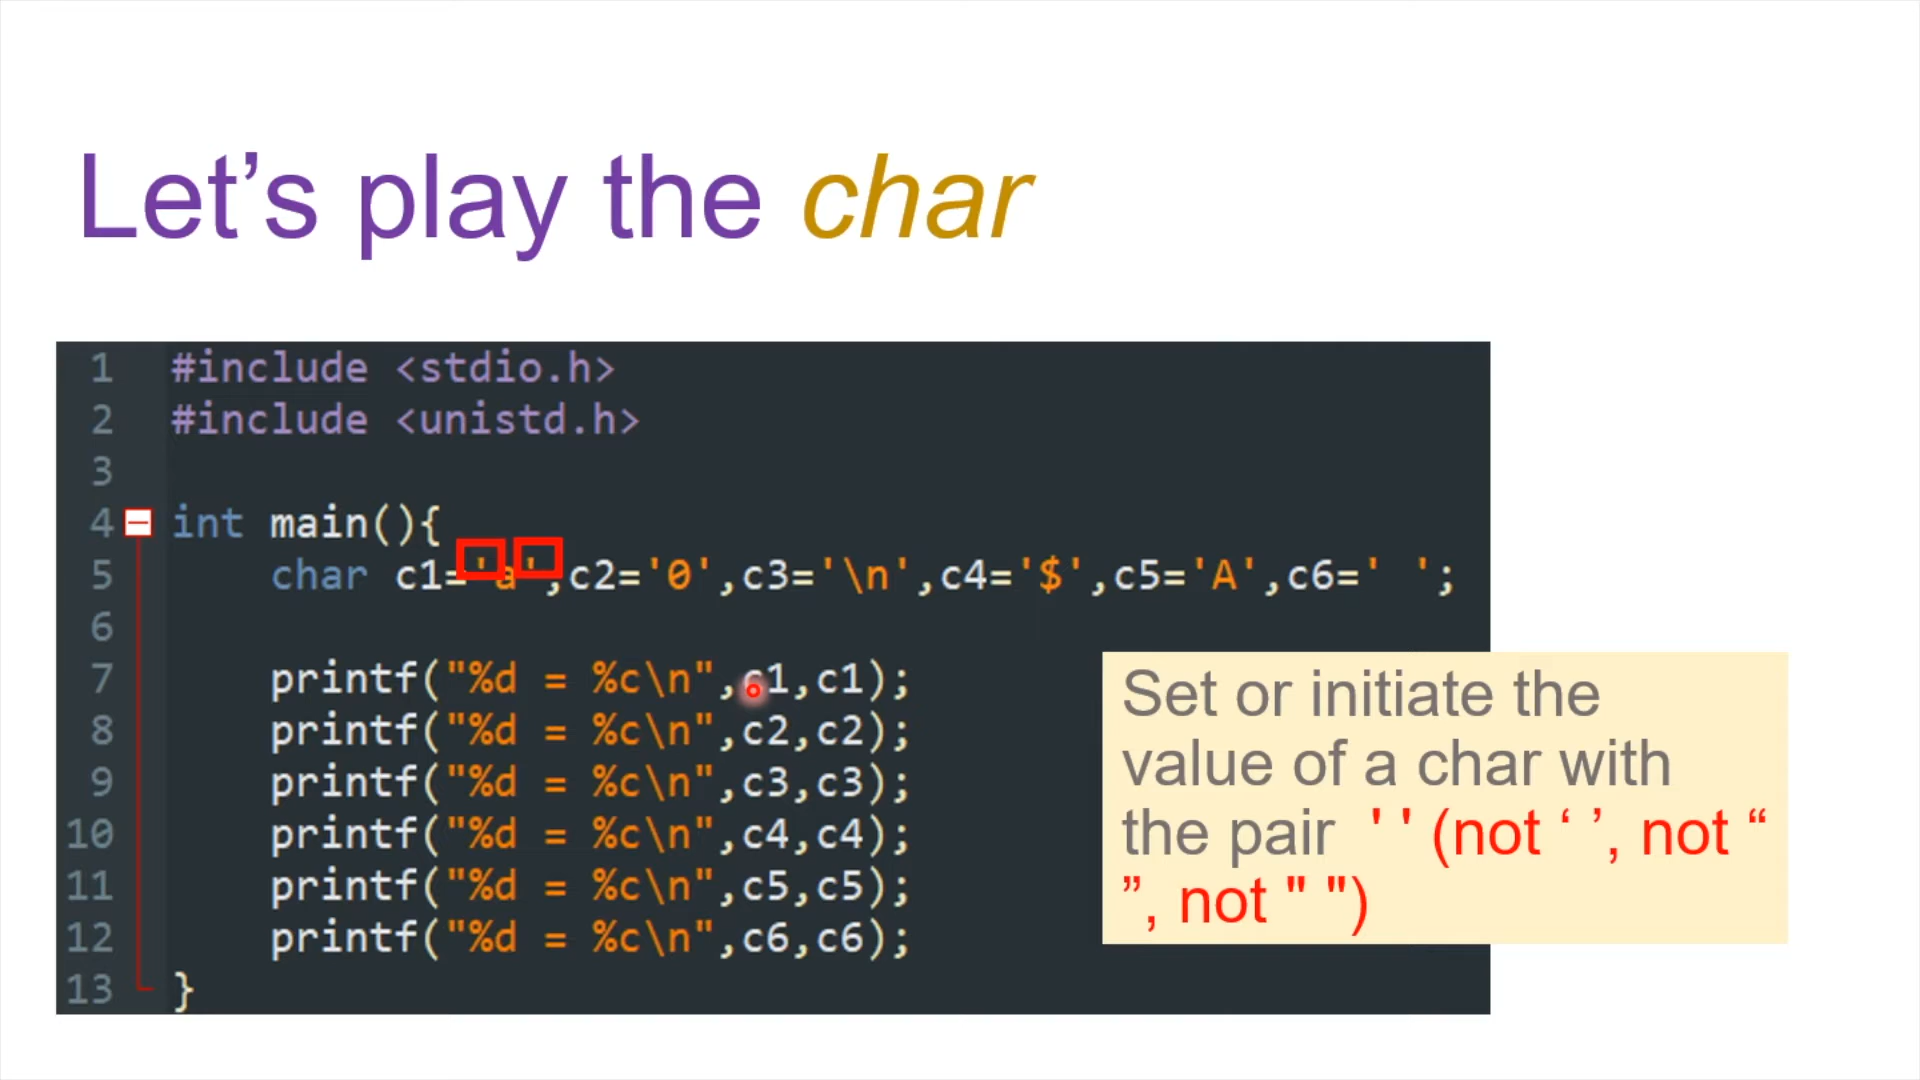 Let’s play the char
1 #include <stdio.h>
2 #include <unistd.h>
3
4 int main(){
5 char c1='a',c2='0',c3='\n',c4='$',c5='A',c6=' ';
6
7 printf("%d = %c\n",c1,c1);
8 printf("%d = %c\n",c2,c2);
9 printf("%d = %c\n",c3,c3);
10 printf("%d = %c\n",c4,c4);
11 printf("%d = %c\n",c5,c5);
12 printf("%d = %c\n",c6,c6);
13 }
Set or initiate the
value of a char with
the pair ' ' (not ‘ ’, not “
”, not " ")